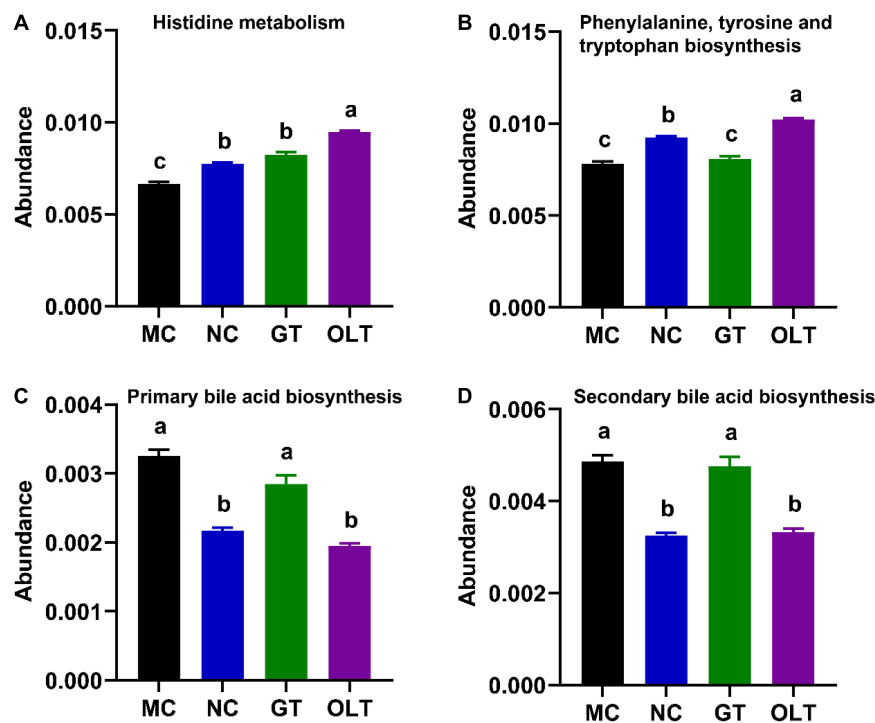 A Histidine metabolism
0.015
0.010
0.005
0.000
Abundance
c b b a
MC NC GT OLT
B Phenylalanine, tyrosine and
tryptophan biosynthesis
0.015
0.010
0.005
0.000
Abundance
c b c a
MC NC GT OLT
C Primary bile acid biosynthesis
0.004
0.003
0.002
0.001
0.000
Abundance
a b a b
MC NC GT OLT
D Secondary bile acid biosynthesis
0.006
0.004
0.002
0.000
Abundance
a b a b
MC NC GT OLT